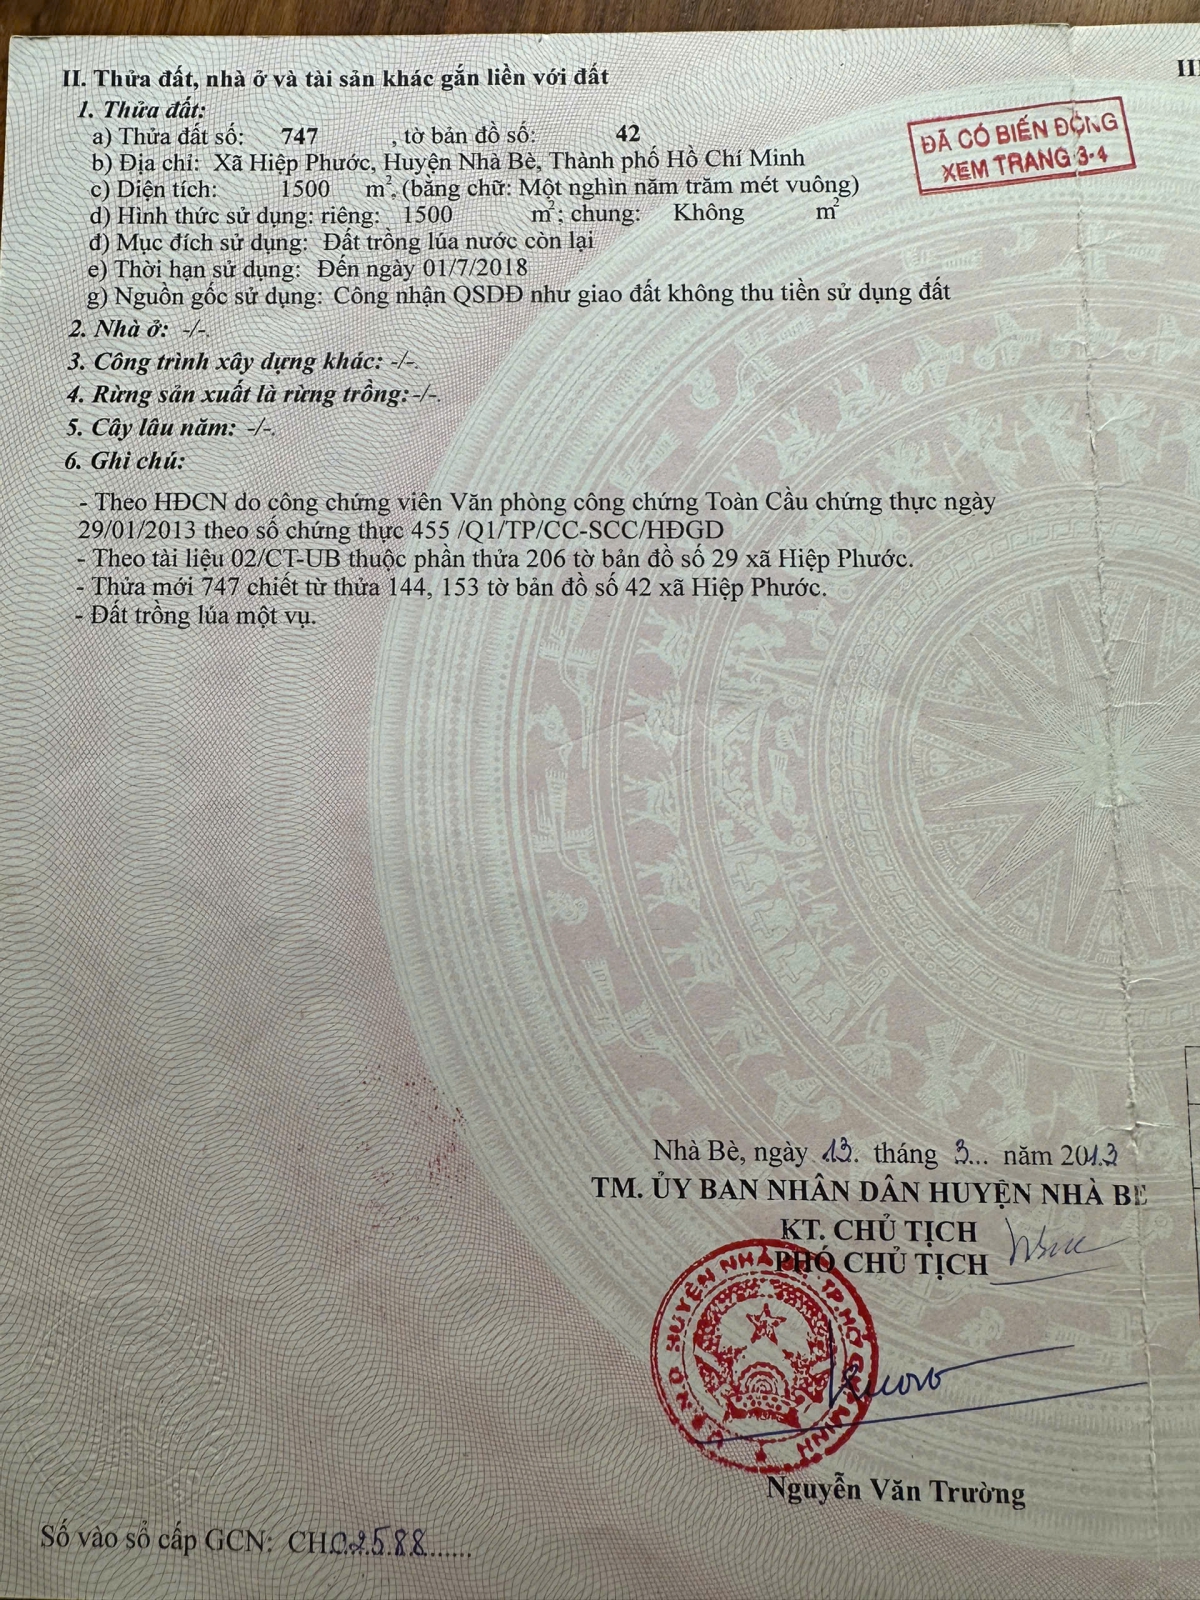 II. Thửa đất, nhà ở và tài sản khác gắn liền với đất
III
1. Thửa đất:
a) Thửa đất số: 747 , tờ bản đồ số: 42
b) Địa chỉ: Xã Hiệp Phước, Huyện Nhà Bè, Thành phố Hồ Chí Minh
c) Diện tích: 1500 m², (bằng chữ: Một nghìn năm trăm mét vuông)
d) Hình thức sử dụng: riêng: 1500 m²; chung: Không m²
đ) Mục đích sử dụng: Đất trồng lúa nước còn lại
e) Thời hạn sử dụng: Đến ngày 01/7/2018
g) Nguồn gốc sử dụng: Công nhận QSDĐ như giao đất không thu tiền sử dụng đất
ĐÃ CÓ BIẾN ĐỘNG
XEM TRANG 3-4
2. Nhà ở: -/-.
3. Công trình xây dựng khác: -/-.
4. Rừng sản xuất là rừng trồng: -/-.
5. Cây lâu năm: -/-.
6. Ghi chú:
- Theo HĐCN do công chứng viên Văn phòng công chứng Toàn Cầu chứng thực ngày
29/01/2013 theo số chứng thực 455 /Q1/TP/CC-SCC/HĐGD
- Theo tài liệu 02/CT-UB thuộc phần thửa 206 tờ bản đồ số 29 xã Hiệp Phước.
- Thửa mới 747 chiết từ thửa 144, 153 tờ bản đồ số 42 xã Hiệp Phước.
- Đất trồng lúa một vụ.
Nhà Bè, ngày 13. tháng 3... năm 2013
TM. ỦY BAN NHÂN DÂN HUYỆN NHÀ BÈ
KT. CHỦ TỊCH
PHÓ CHỦ TỊCH
U.B.N.D HUYỆN NHÀ BÈ T.P HỒ CHÍ MINH
Nguyễn Văn Trường
Số vào sổ cấp GCN: CH02588......